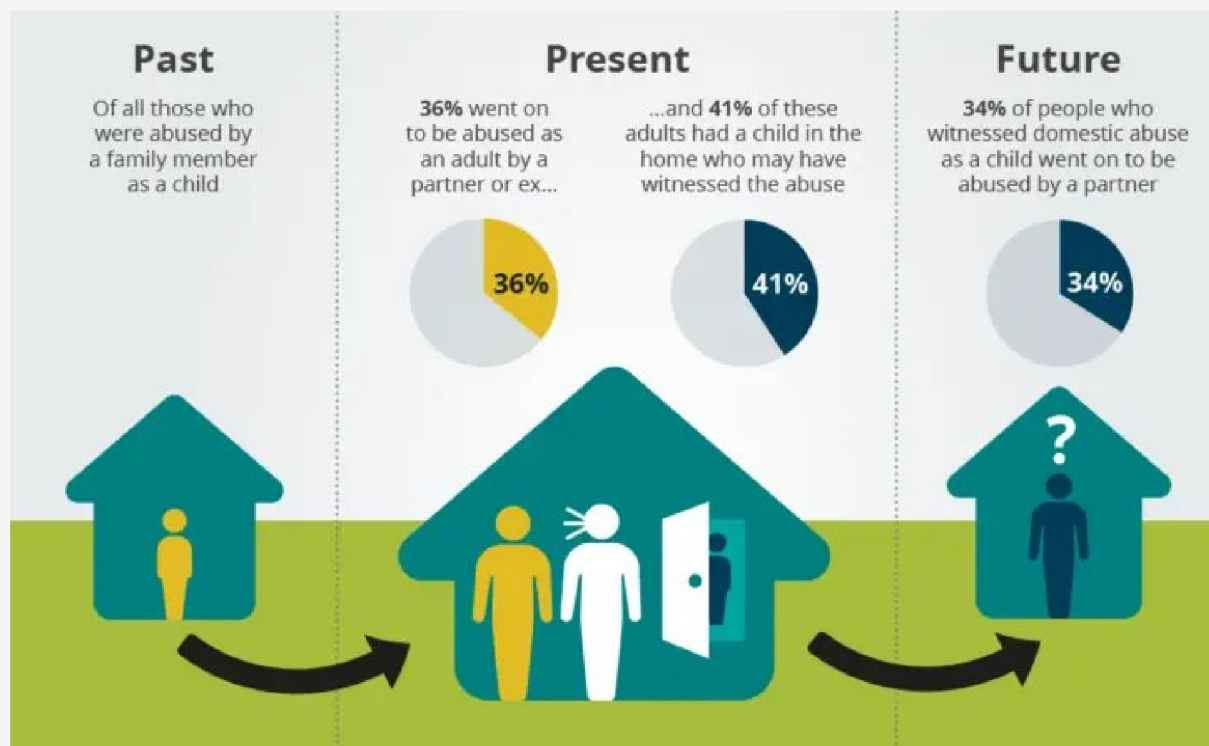 Past
Of all those who
were abused by
a family member
as a child
Present
36% went on
to be abused as
an adult by a
partner or ex...
...and 41% of these
adults had a child in the
home who may have
witnessed the abuse
Future
34% of people who
witnessed domestic abuse
as a child went on to be
abused by a partner
36%
41%
34%
?